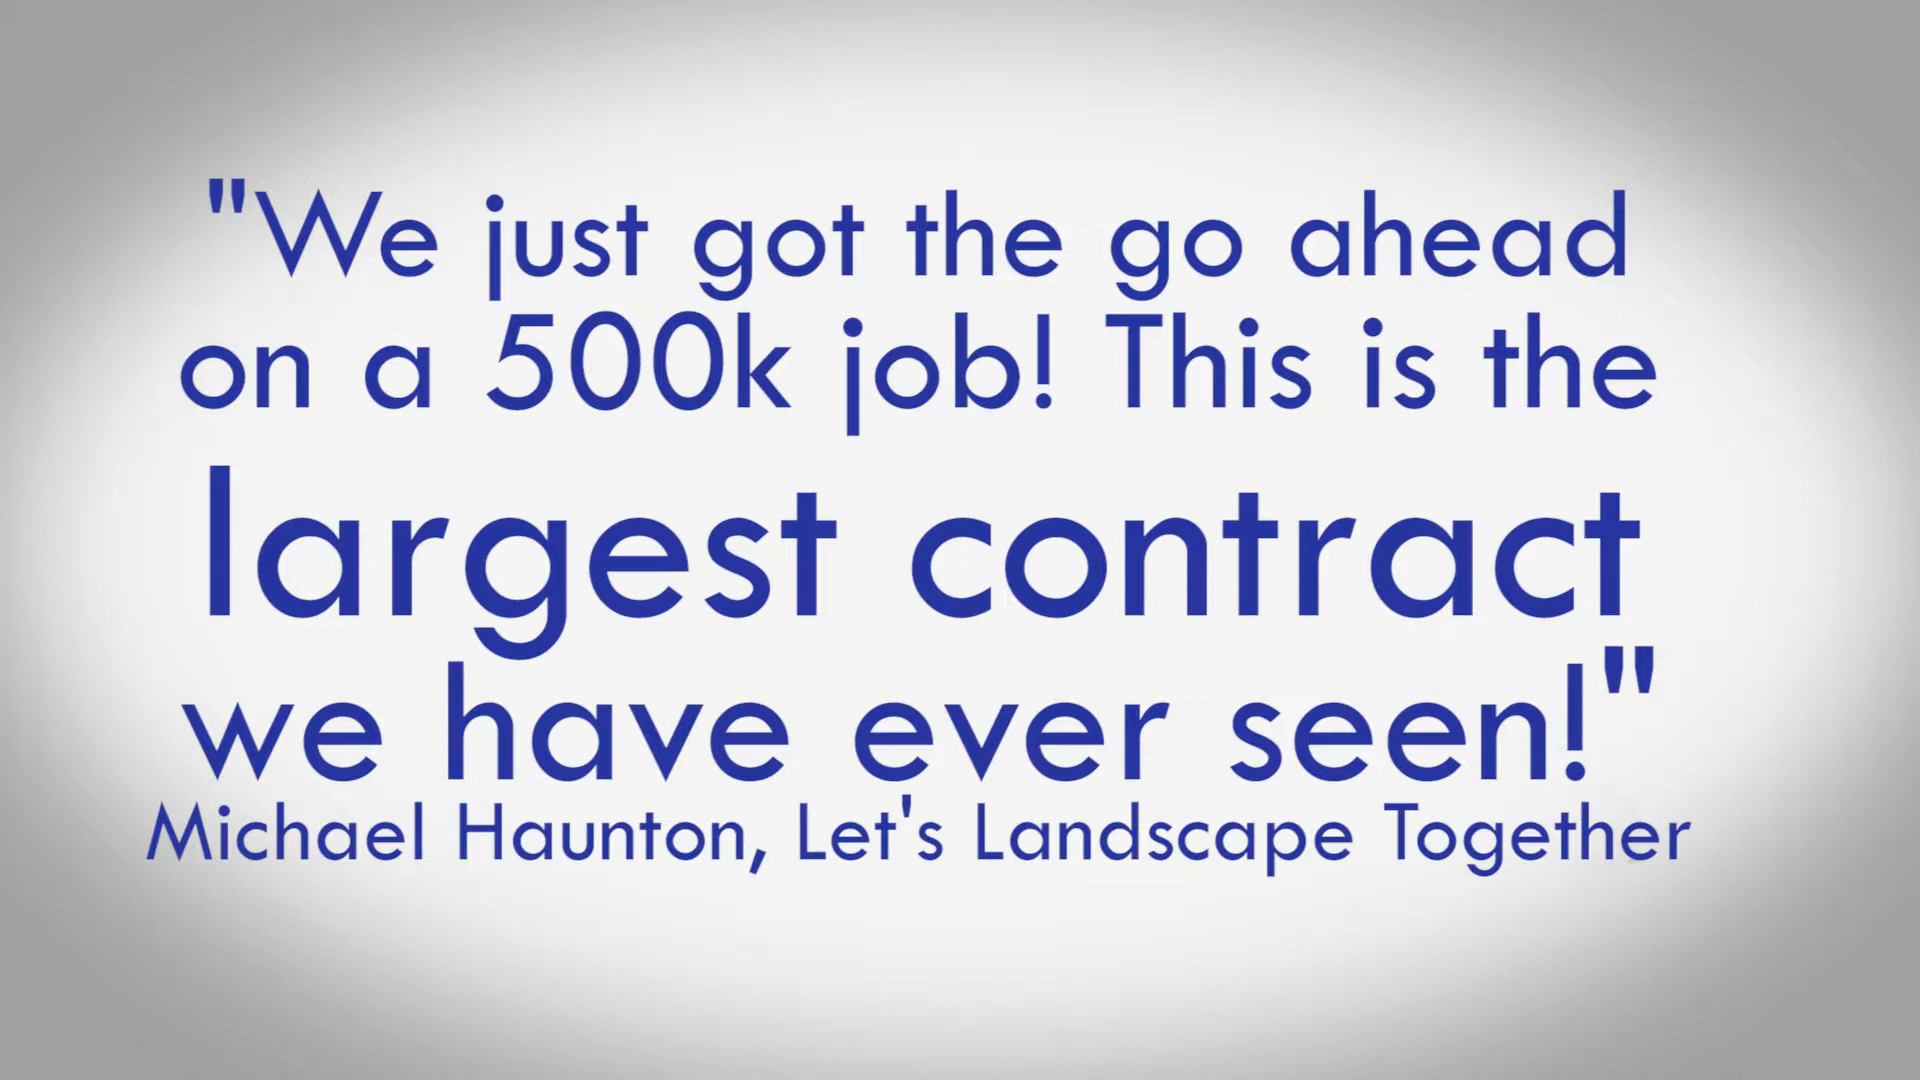 "We just got the go ahead
on a 500k job! This is the
largest contract
we have ever seen!"
Michael Haunton, Let's Landscape Together